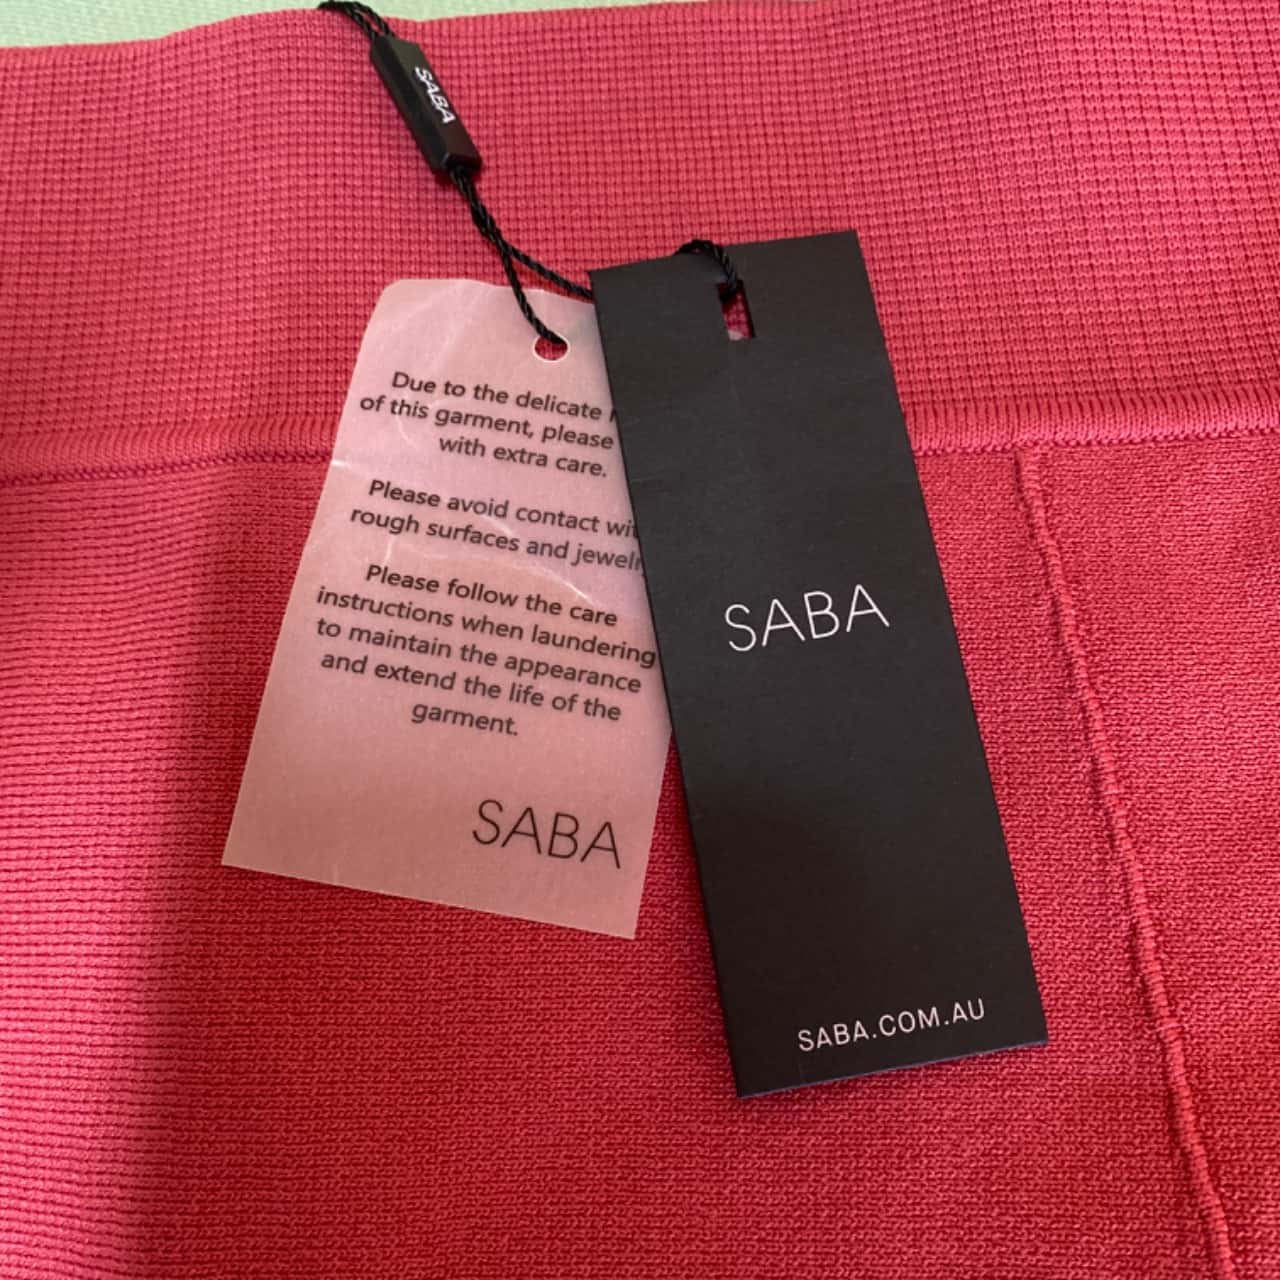 SABA
Due to the delicate
of this garment, please
with extra care.
Please avoid contact
rough surfaces and
Please follow the care
instructions when laundering
to maintain the appearance
and extend the life of the
garment.
SABA
SABA
SABA.COM.AU